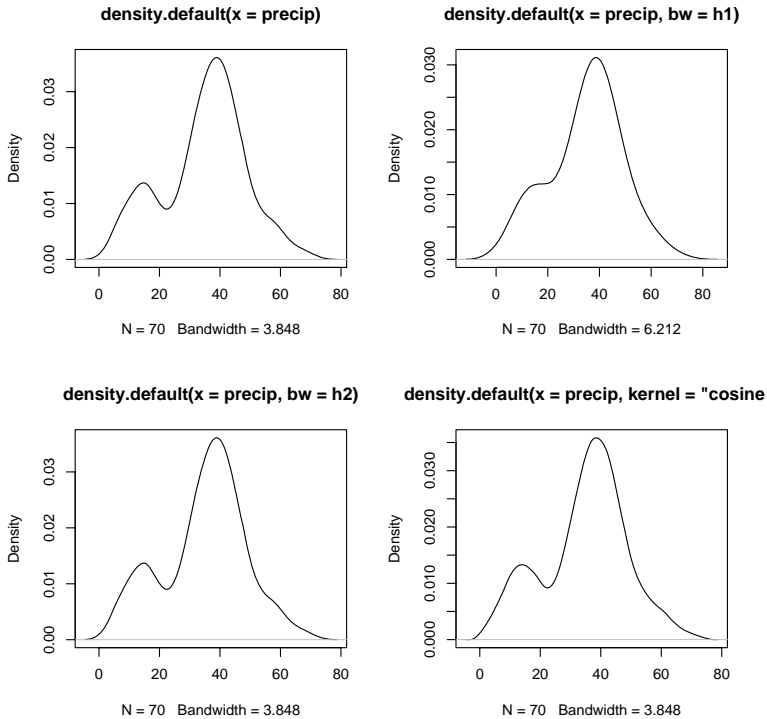 density.default(x = precip)
Density
0.00 0.01 0.02 0.03
0 20 40 60 80
N = 70 Bandwidth = 3.848
density.default(x = precip, bw = h1)
Density
0.000 0.010 0.020 0.030
0 20 40 60 80
N = 70 Bandwidth = 6.212
density.default(x = precip, bw = h2)
Density
0.00 0.01 0.02 0.03
0 20 40 60 80
N = 70 Bandwidth = 3.848
density.default(x = precip, kernel = "cosine
Density
0.000 0.010 0.020 0.030
0 20 40 60 80
N = 70 Bandwidth = 3.848